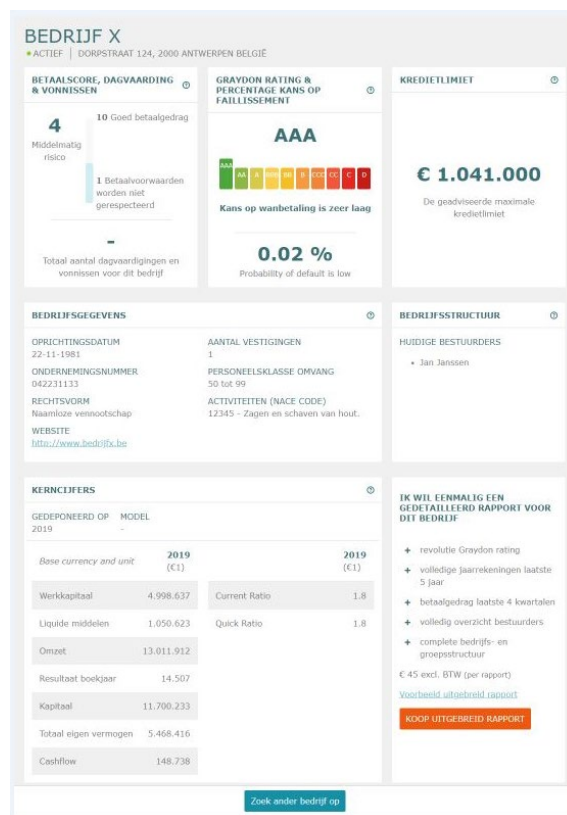 BEDRIJF X
ACTIEF | DORPSTRAAT 124, 2000 ANTWERPEN BELGIË
BETAALSCORE, DAGVAARDING
& VONNISSEN
4
Middelmatig
risico
10 Goed betaalgedrag
1 Betaalvoorwaarden
worden niet
gerespecteerd
-
Totaal aantal dagvaardigingen en
vonnissen voor dit bedrijf
GRAYDON RATING &
PERCENTAGE KANS OP
FAILLISSEMENT
AAA
AAA AA A BBB BB B CCC CC C D
Kans op wanbetaling is zeer laag
0.02 %
Probability of default is low
KREDIETLIMIET
€ 1.041.000
De geadviseerde maximale
kredietlimiet
BEDRIJFSGEGEVENS
OPRICHTINGSDATUM
22-11-1981
ONDERNEMINGSNUMMER
042231133
RECHTSVORM
Naamloze vennootschap
WEBSITE
http://www.bedrijfx.be
AANTAL VESTIGINGEN
1
PERSONEELSKLASSE OMVANG
50 tot 99
ACTIVITEITEN (NACE CODE)
12345 - Zagen en schaven van hout.
BEDRIJFSSTRUCTUUR
HUIDIGE BESTUURDERS
• Jan Janssen
KERNCIJFERS
GEDEPONEERD OP MODEL
2019 -
Base currency and unit 2019
(€1)
Werkkapitaal 4.998.637
Liquide middelen 1.050.623
Omzet 13.011.912
Resultaat boekjaar 14.507
Kapitaal 11.700.233
Totaal eigen vermogen 5.468.416
Cashflow 148.738
2019
(€1)
Current Ratio 1.8
Quick Ratio 1.8
IK WIL EENMALIG EEN
GEDETAILLEERD RAPPORT VOOR
DIT BEDRIJF
+ revolutie Graydon rating
+ volledige jaarrekeningen laatste
5 jaar
+ betaalgedrag laatste 4 kwartalen
+ volledig overzicht bestuurders
+ complete bedrijfs- en
groepsstructuur
€ 45 excl. BTW (per rapport)
Voorbeeld uitgebreid rapport
KOOP UITGEBREID RAPPORT
Zoek ander bedrijf op